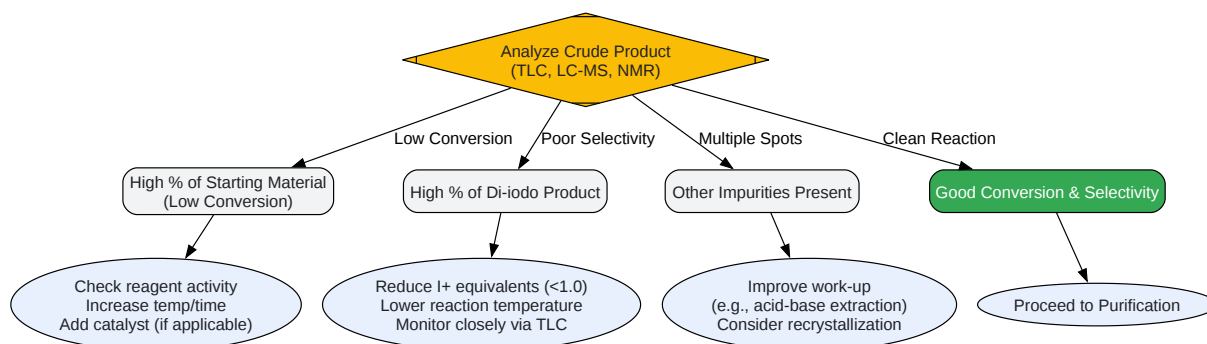 Analyze Crude Product
(TLC, LC-MS, NMR)
Low Conversion
Poor Selectivity
Multiple Spots
Clean Reaction
High % of Starting Material
(Low Conversion)
High % of Di-iodo Product
Other Impurities Present
Good Conversion & Selectivity
Check reagent activity
Increase temp/time
Add catalyst (if applicable)
Reduce I+ equivalents (<1.0)
Lower reaction temperature
Monitor closely via TLC
Improve work-up
(e.g., acid-base extraction)
Consider recrystallization
Proceed to Purification